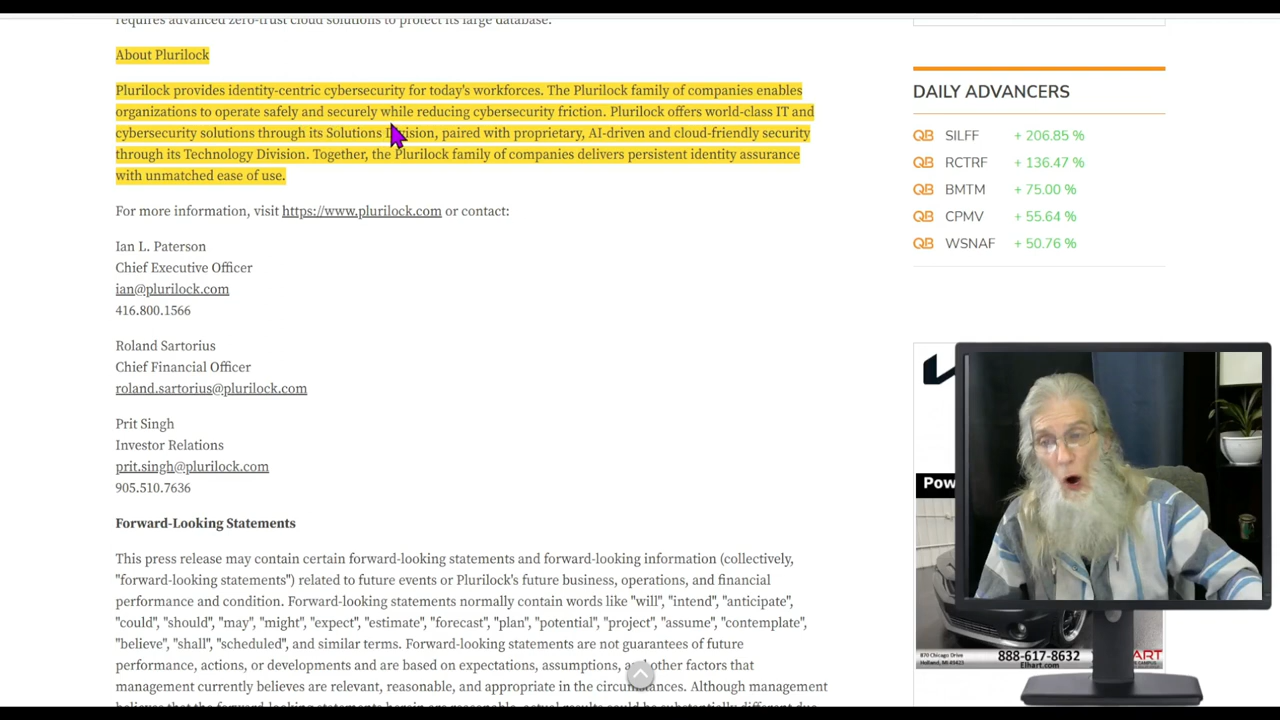 requires advanced zero-trust cloud solutions to protect its large database.
About Plurilock
Plurilock provides identity-centric cybersecurity for today's workforces. The Plurilock family of companies enables
organizations to operate safely and securely while reducing cybersecurity friction. Plurilock offers world-class IT and
cybersecurity solutions through its Solutions Division, paired with proprietary, AI-driven and cloud-friendly security
through its Technology Division. Together, the Plurilock family of companies delivers persistent identity assurance
with unmatched ease of use.
For more information, visit https://www.plurilock.com or contact:
Ian L. Paterson
Chief Executive Officer
ian@plurilock.com
416.800.1566
Roland Sartorius
Chief Financial Officer
roland.sartorius@plurilock.com
Prit Singh
Investor Relations
prit.singh@plurilock.com
905.510.7636
Forward-Looking Statements
This press release may contain certain forward-looking statements and forward-looking information (collectively,
"forward-looking statements") related to future events or Plurilock's future business, operations, and financial
performance and condition. Forward-looking statements normally contain words like "will", "intend", "anticipate",
"could", "should", "may", "might", "expect", "estimate", "forecast", "plan", "potential", "project", "assume", "contemplate",
"believe", "shall", "scheduled", and similar terms. Forward-looking statements are not guarantees of future
performance, actions, or developments and are based on expectations, assumptions, and other factors that
management currently believes are relevant, reasonable, and appropriate in the circumstances. Although management
DAILY ADVANCERS
QB SILFF + 206.85 %
QB RCTRF + 136.47 %
QB BMTM + 75.00 %
QB CPMV + 55.64 %
QB WSNAF + 50.76 %
Pow
870 Chicago Drive
Holland, MI 49423
888-617-8632
Elhart.com